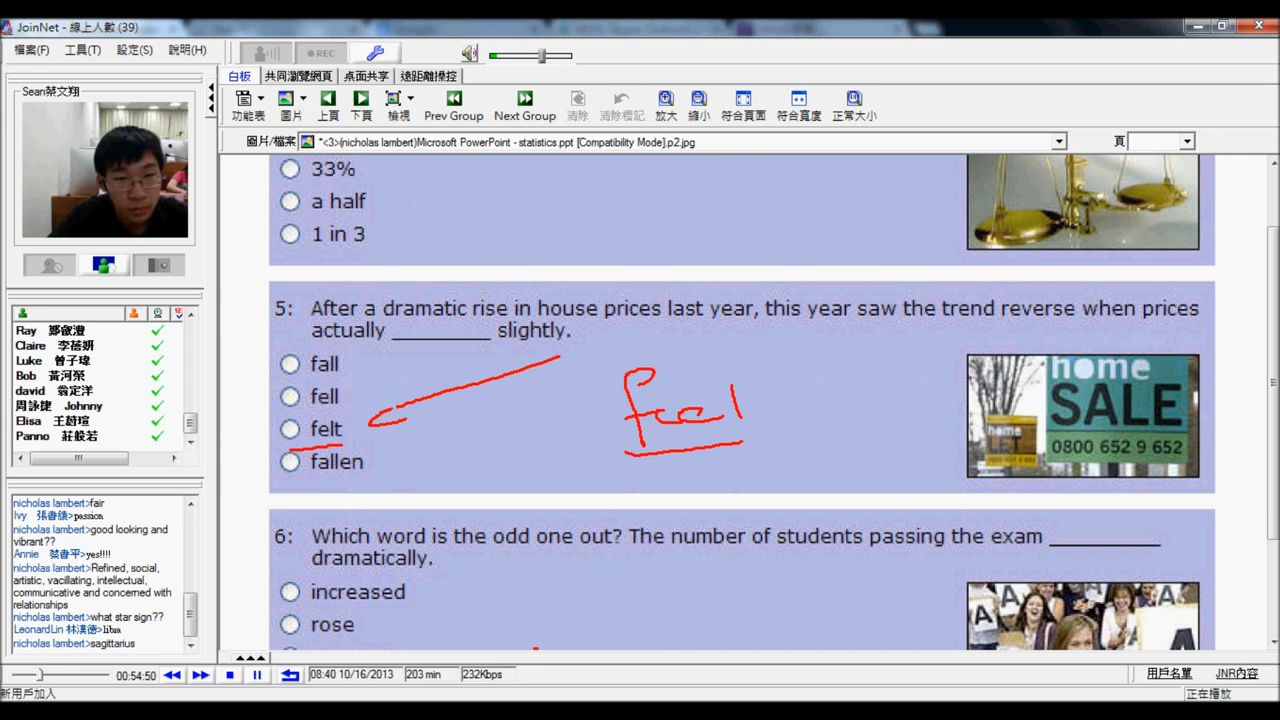 JoinNet - 線上人數 (39)
檔案(F) 工具(T) 設定(S) 說明(H)
REC
Sean蔡文翔
白板 共同瀏覽網頁 桌面共享 遠距離操控
功能表 圖片 上頁 下頁 檢視 Prev Group Next Group 清除 清除標記 放大 縮小 符合頁面 符合寬度 正常大小
圖片/檔案 *<3>(nicholas lambert)Microsoft PowerPoint - statistics.ppt [Compatibility Mode].p2.jpg 頁
33%
a half
1 in 3
5: After a dramatic rise in house prices last year, this year saw the trend reverse when prices
actually ________ slightly.
fall
fell
felt
fallen
feel
home
SALE
home
LET
0800 652 9 652
6: Which word is the odd one out? The number of students passing the exam _________
dramatically.
increased
rose
A A A
A
Ray 鄭叡澄
Claire 李蓓妍
Luke 曾子瑋
Bob 黃河榮
david 翁定洋
周詠捷 Johnny
Elisa 王蒔瑄
Panno 莊般若
nicholas lambert>fair
Ivy 張書綾>passion
nicholas lambert>good looking and
vibrant??
Annie 蔡書平>yes!!!!
nicholas lambert>Refined, social,
artistic, vacillating, intellectual,
communicative and concerned with
relationships
nicholas lambert>what star sign??
LeonardLin 林漢德>libra
nicholas lambert>sagittarius
00:54:50 08:40 10/16/2013 203 min 232Kbps 用戶名單 JNR內容
新用戶加入 正在播放